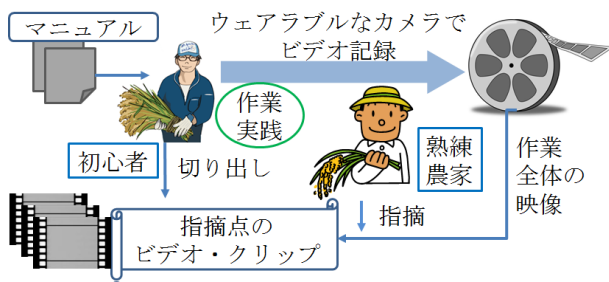 マニュアル
ウェアラブルなカメラで
ビデオ記録
作業
実践
初心者
切り出し
熟練
農家
指摘
作業
全体の
映像
指摘点の
ビデオ・クリップ